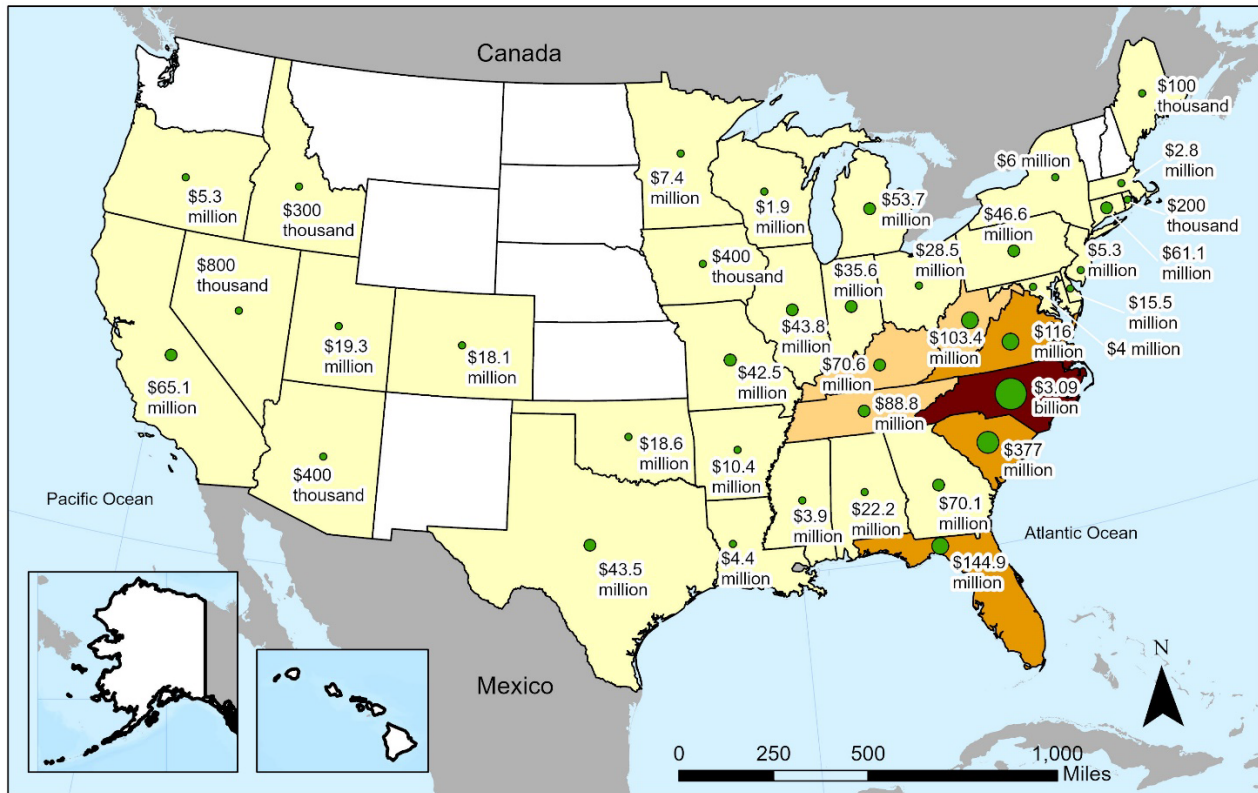 Canada
$100
thousand
$6 million
$2.8
million
$7.4
million
$1.9
million
$53.7
million
$46.6
million
$200
thousand
$5.3
million
$300
thousand
$28.5
million
$5.3
million
$61.1
million
$800
thousand
$400
thousand
$35.6
million
$15.5
million
$19.3
million
$18.1
million
$43.8
million
$103.4
million
$116
million
$4 million
$65.1
million
$42.5
million
$70.6
million
$3.09
billion
$88.8
million
$18.6
million
$10.4
million
$377
million
$400
thousand
Pacific Ocean
$3.9
million
$22.2
million
$70.1
million
Atlantic Ocean
$43.5
million
$4.4
million
$144.9
million
Mexico
N
0 250 500 1,000
Miles